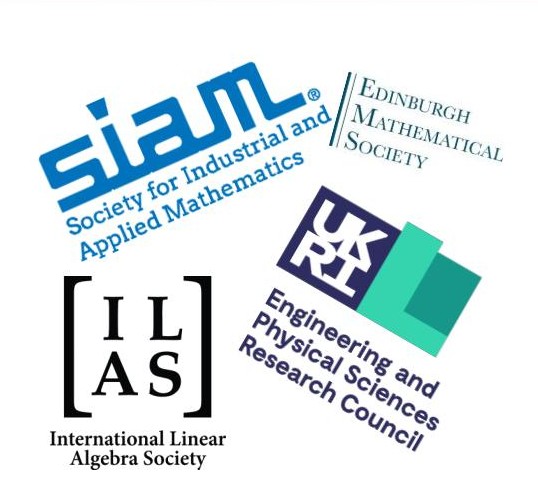 siam®
Society for Industrial and
Applied Mathematics
EDINBURGH
MATHEMATICAL
SOCIETY
UK
RI
Engineering and
Physical Sciences
Research Council
I L
A S
International Linear
Algebra Society